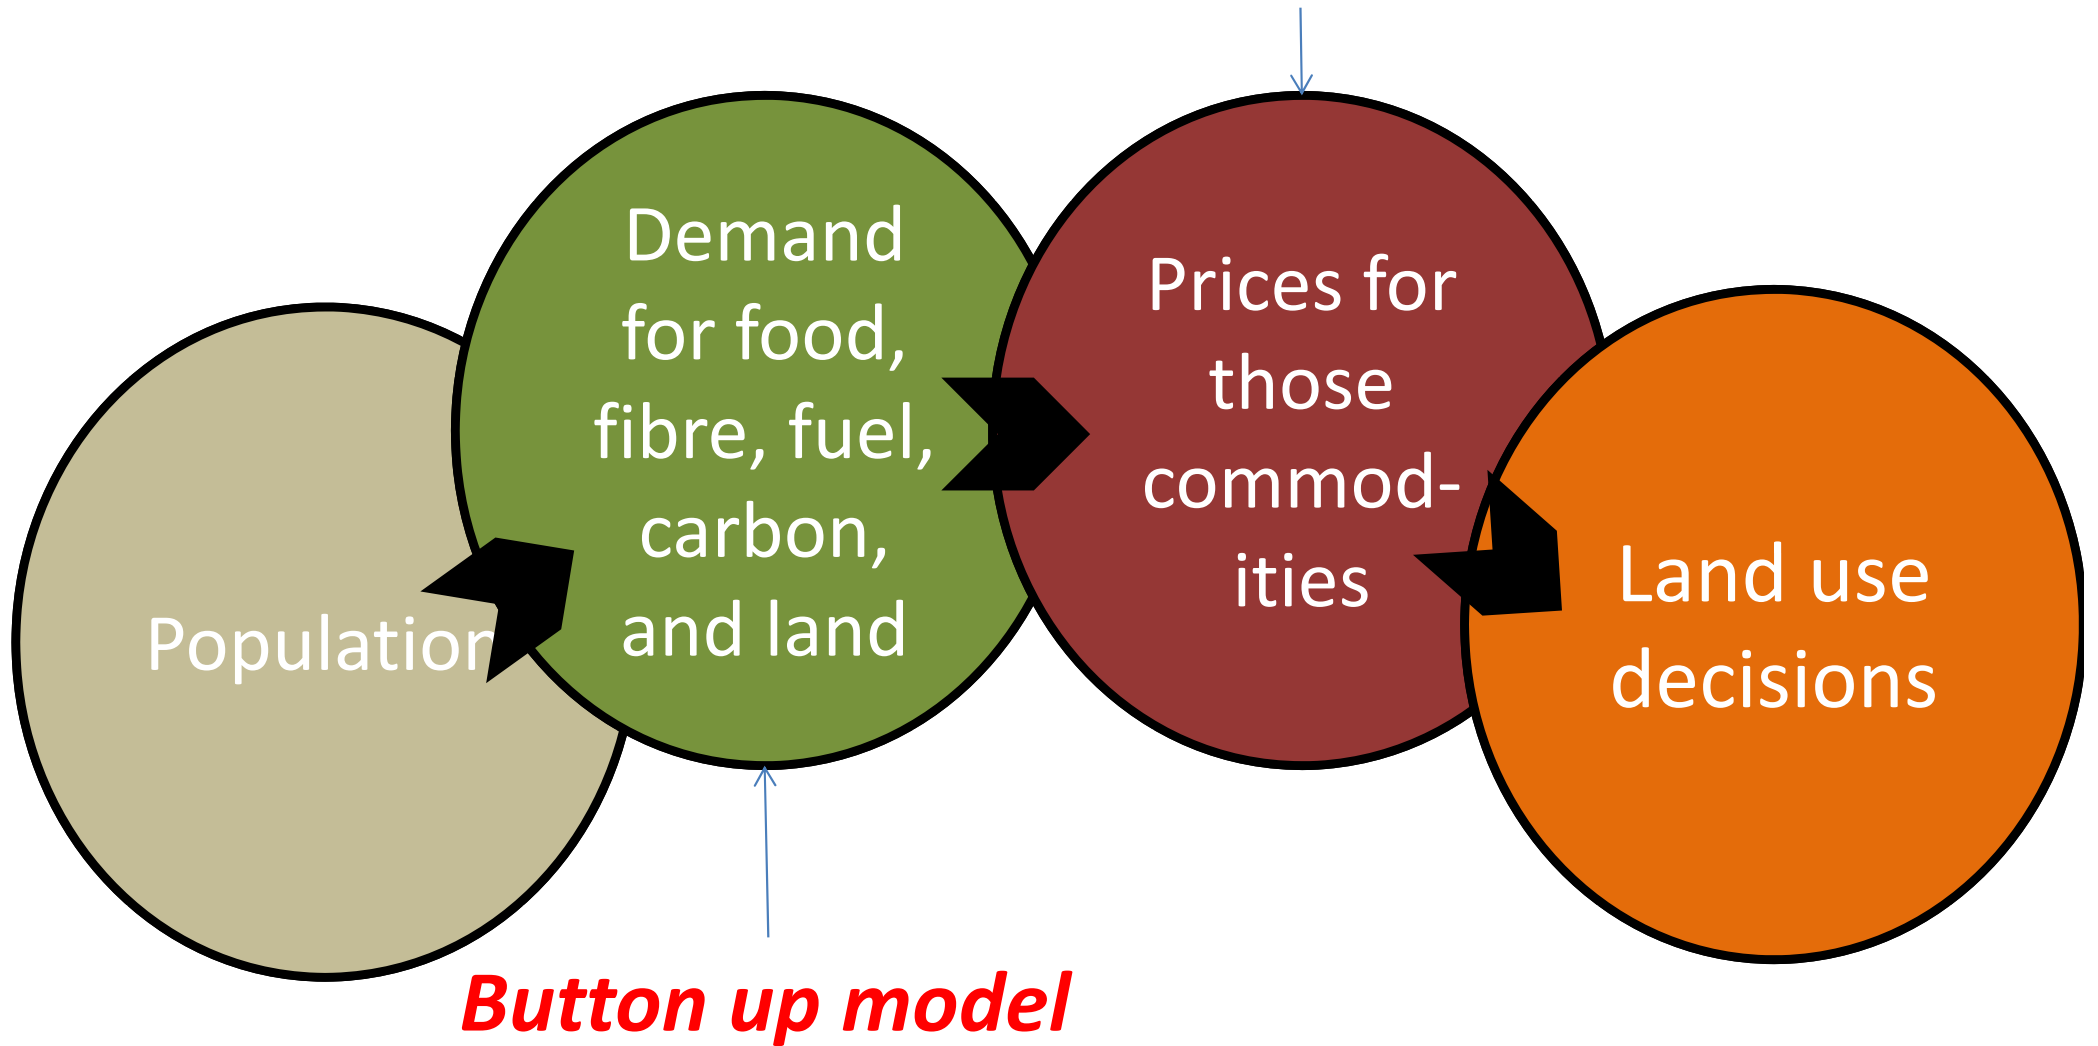 Population
Demand
for food,
fibre, fuel,
carbon,
and land
Prices for
those
commod-
ities
Land use
decisions
Button up model